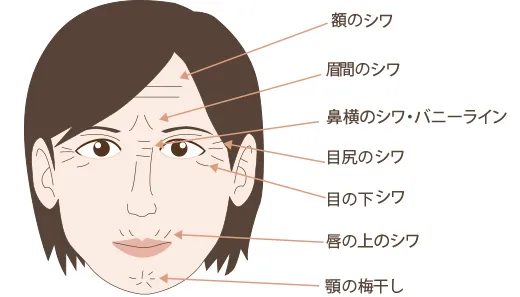 額のシワ
眉間のシワ
鼻横のシワ・バニーライン
目尻のシワ
目の下シワ
唇の上のシワ
顎の梅干し